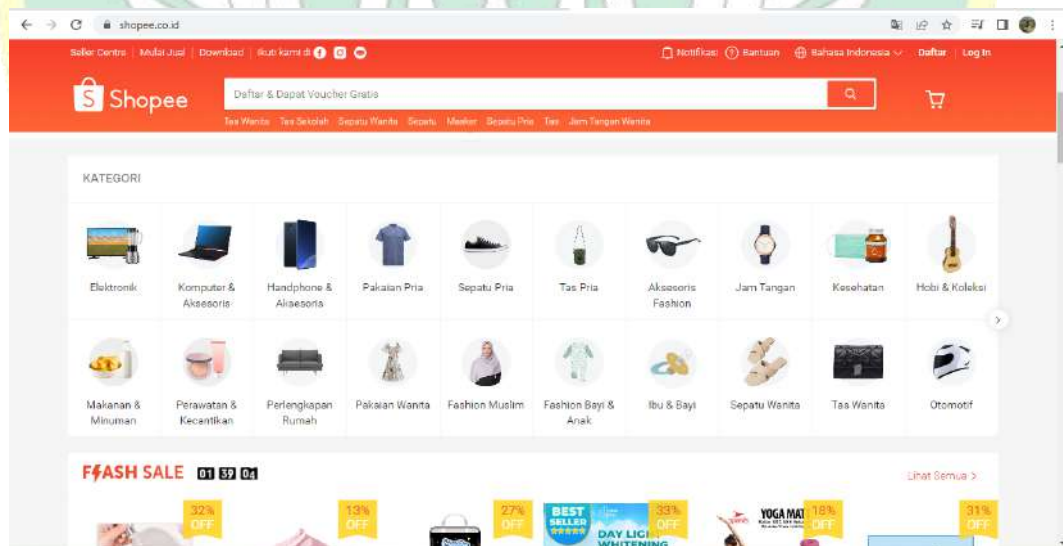 shopee.co.id
Seller Centre | Mulai Jual | Download | Ikuti kami di
Notifikasi Bantuan Bahasa Indonesia Daftar | Log In
Shopee
Daftar & Dapat Voucher Gratis
Tas Wanita Tas Sekolah Sepatu Wanita Sepatu Masker Sepatu Pria Tas Jam Tangan Wanita
KATEGORI
Elektronik
Komputer &
Aksesoris
Handphone &
Aksesoris
Pakaian Pria
Sepatu Pria
Tas Pria
Aksesoris
Fashion
Jam Tangan
Kesehatan
Hobi & Koleksi
Makanan &
Minuman
Perawatan &
Kecantikan
Perlengkapan
Rumah
Pakaian Wanita
Fashion Muslim
Fashion Bayi &
Anak
Ibu & Bayi
Sepatu Wanita
Tas Wanita
Otomotif
FLASH SALE 01 39 04
Lihat Semua >
32%
OFF
13%
OFF
27%
OFF
BEST
SELLER
DAY LIGHT
WHITENING
33%
OFF
YOGA MAT
18%
OFF
31%
OFF